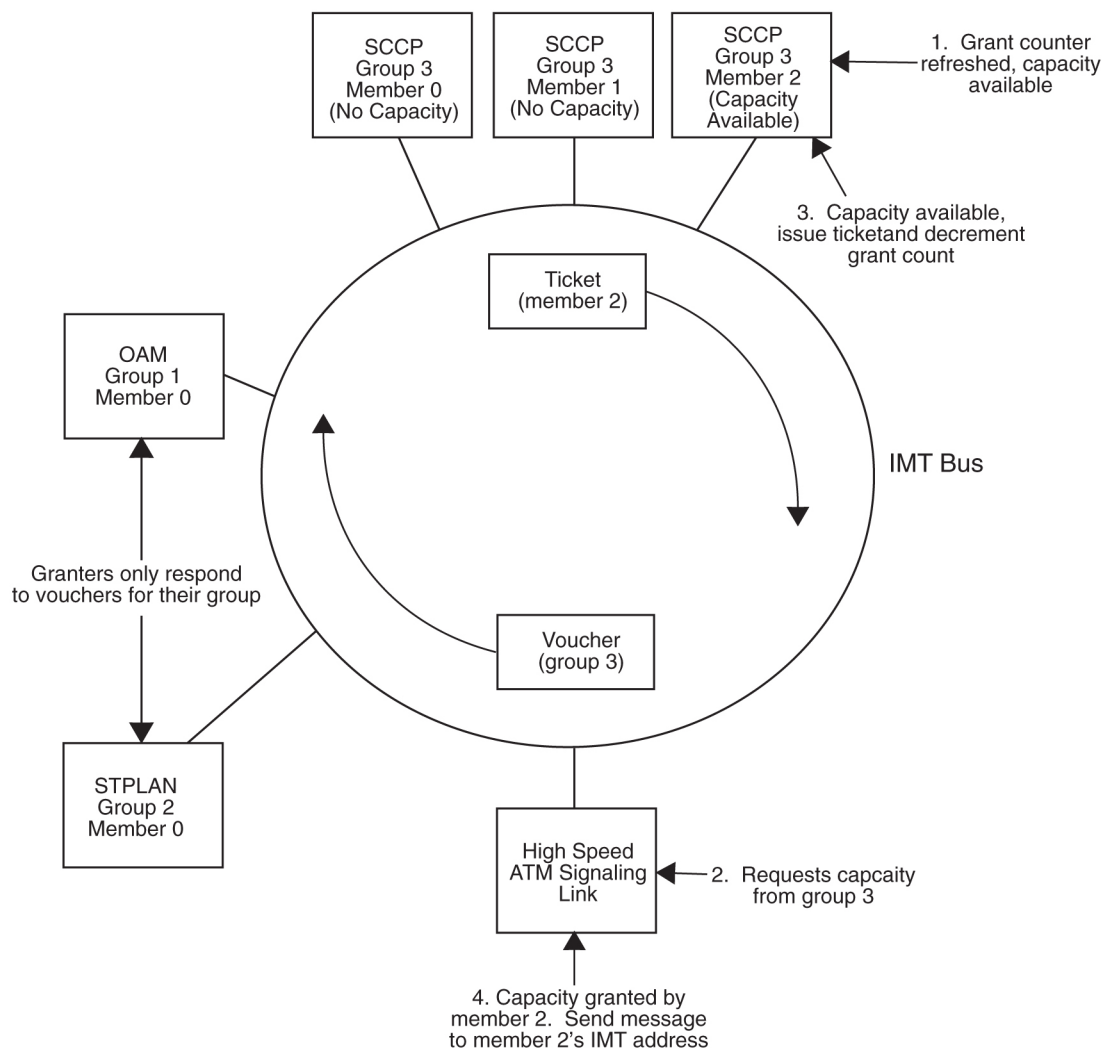 SCCP
Group 3
Member 0
(No Capacity)
SCCP
Group 3
Member 1
(No Capacity)
SCCP
Group 3
Member 2
(Capacity
Available)
1. Grant counter
refreshed, capacity
available
3. Capacity available,
issue ticketand decrement
grant count
Ticket
(member 2)
OAM
Group 1
Member 0
IMT Bus
Granters only respond
to vouchers for their group
Voucher
(group 3)
STPLAN
Group 2
Member 0
High Speed
ATM Signaling
Link
2. Requests capcaity
from group 3
4. Capacity granted by
member 2. Send message
to member 2's IMT address